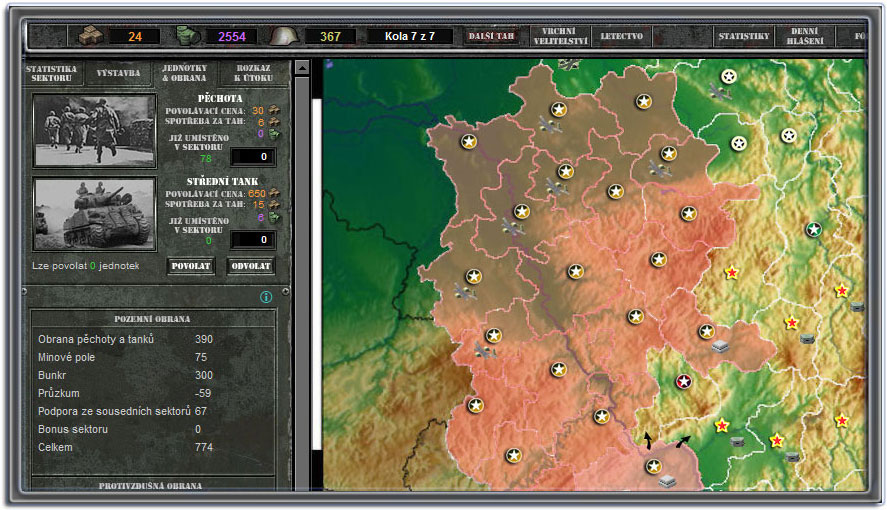 24 2554 367 Kola 7 z 7 DALŠÍ TAH VRCHNÍ VELITELSTVÍ LETECTVO STATISTIKY DENNÍ HLÁŠENÍ
STATISTIKA SEKTORU VÝSTAVBA JEDNOTKY & OBRANA ROZKAZ K ÚTOKU
PĚCHOTA
POVOLÁVACÍ CENA: 30
SPOTŘEBA ZA TAH: 6
0
JIŽ UMÍSTĚNO
V SEKTORU
78 0
STŘEDNÍ TANK
POVOLÁVACÍ CENA: 650
SPOTŘEBA ZA TAH: 15
6
JIŽ UMÍSTĚNO
V SEKTORU
0 0
Lze povolat 0 jednotek POVOLAT ODVOLAT
POZEMNÍ OBRANA
Obrana pěchoty a tanků 390
Minové pole 75
Bunkr 300
Průzkum -59
Podpora ze sousedních sektorů 67
Bonus sektoru 0
Celkem 774
PROTIVZDUŠNÁ OBRANA